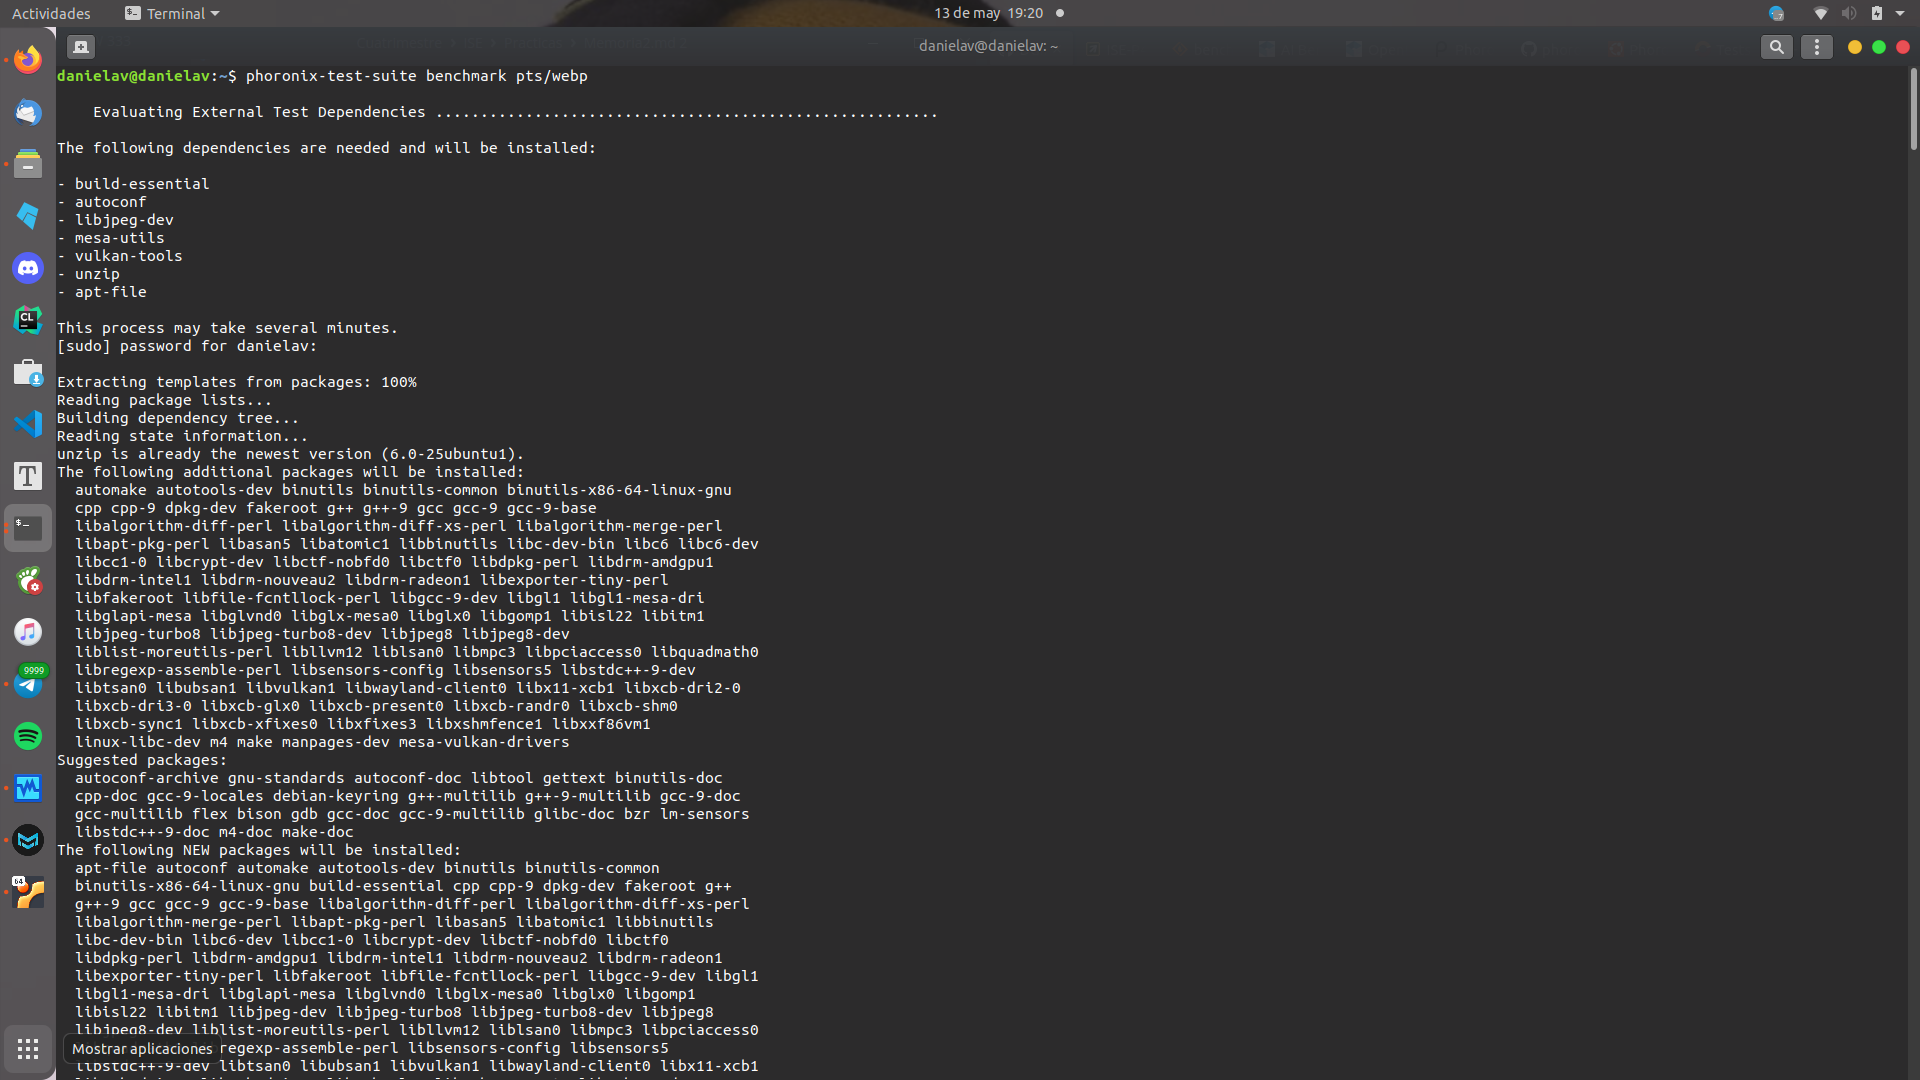 Actividades
Terminal
13 de may 19:20
danielav@danielav: ~
danielav@danielav:~$ phoronix-test-suite benchmark pts/webp
Evaluating External Test Dependencies ........................................................
The following dependencies are needed and will be installed:
- build-essential
- autoconf
- libjpeg-dev
- mesa-utils
- vulkan-tools
- unzip
- apt-file
This process may take several minutes.
[sudo] password for danielav:
Extracting templates from packages: 100%
Reading package lists...
Building dependency tree...
Reading state information...
unzip is already the newest version (6.0-25ubuntu1).
The following additional packages will be installed:
automake autotools-dev binutils binutils-common binutils-x86-64-linux-gnu
cpp cpp-9 dpkg-dev fakeroot g++ g++-9 gcc gcc-9 gcc-9-base
libalgorithm-diff-perl libalgorithm-diff-xs-perl libalgorithm-merge-perl
libapt-pkg-perl libasan5 libatomic1 libbinutils libc-dev-bin libc6 libc6-dev
libcc1-0 libcrypt-dev libctf-nobfd0 libctf0 libdpkg-perl libdrm-amdgpu1
libdrm-intel1 libdrm-nouveau2 libdrm-radeon1 libexporter-tiny-perl
libfakeroot libfile-fcntllock-perl libgcc-9-dev libgl1 libgl1-mesa-dri
libglapi-mesa libglvnd0 libglx-mesa0 libglx0 libgomp1 libisl22 libitm1
libjpeg-turbo8 libjpeg-turbo8-dev libjpeg8 libjpeg8-dev
liblist-moreutils-perl libllvm12 liblsan0 libmpc3 libpciaccess0 libquadmath0
libregexp-assemble-perl libsensors-config libsensors5 libstdc++-9-dev
libtsan0 libubsan1 libvulkan1 libwayland-client0 libx11-xcb1 libxcb-dri2-0
libxcb-dri3-0 libxcb-glx0 libxcb-present0 libxcb-randr0 libxcb-shm0
libxcb-sync1 libxcb-xfixes0 libxfixes3 libxshmfence1 libxxf86vm1
linux-libc-dev m4 make manpages-dev mesa-vulkan-drivers
Suggested packages:
autoconf-archive gnu-standards autoconf-doc libtool gettext binutils-doc
cpp-doc gcc-9-locales debian-keyring g++-multilib g++-9-multilib gcc-9-doc
gcc-multilib flex bison gdb gcc-doc gcc-9-multilib glibc-doc bzr lm-sensors
libstdc++-9-doc m4-doc make-doc
The following NEW packages will be installed:
apt-file autoconf automake autotools-dev binutils binutils-common
binutils-x86-64-linux-gnu build-essential cpp cpp-9 dpkg-dev fakeroot g++
g++-9 gcc gcc-9 gcc-9-base libalgorithm-diff-perl libalgorithm-diff-xs-perl
libalgorithm-merge-perl libapt-pkg-perl libasan5 libatomic1 libbinutils
libc-dev-bin libc6-dev libcc1-0 libcrypt-dev libctf-nobfd0 libctf0
libdpkg-perl libdrm-amdgpu1 libdrm-intel1 libdrm-nouveau2 libdrm-radeon1
libexporter-tiny-perl libfakeroot libfile-fcntllock-perl libgcc-9-dev libgl1
libgl1-mesa-dri libglapi-mesa libglvnd0 libglx-mesa0 libglx0 libgomp1
libisl22 libitm1 libjpeg-dev libjpeg-turbo8 libjpeg-turbo8-dev libjpeg8
libjpeg8-dev liblist-moreutils-perl libllvm12 liblsan0 libmpc3 libpciaccess0
Mostrar aplicaciones
regexp-assemble-perl libsensors-config libsensors5
libstdc++-9-dev libtsan0 libubsan1 libvulkan1 libwayland-client0 libx11-xcb1
CL
T
9999
64